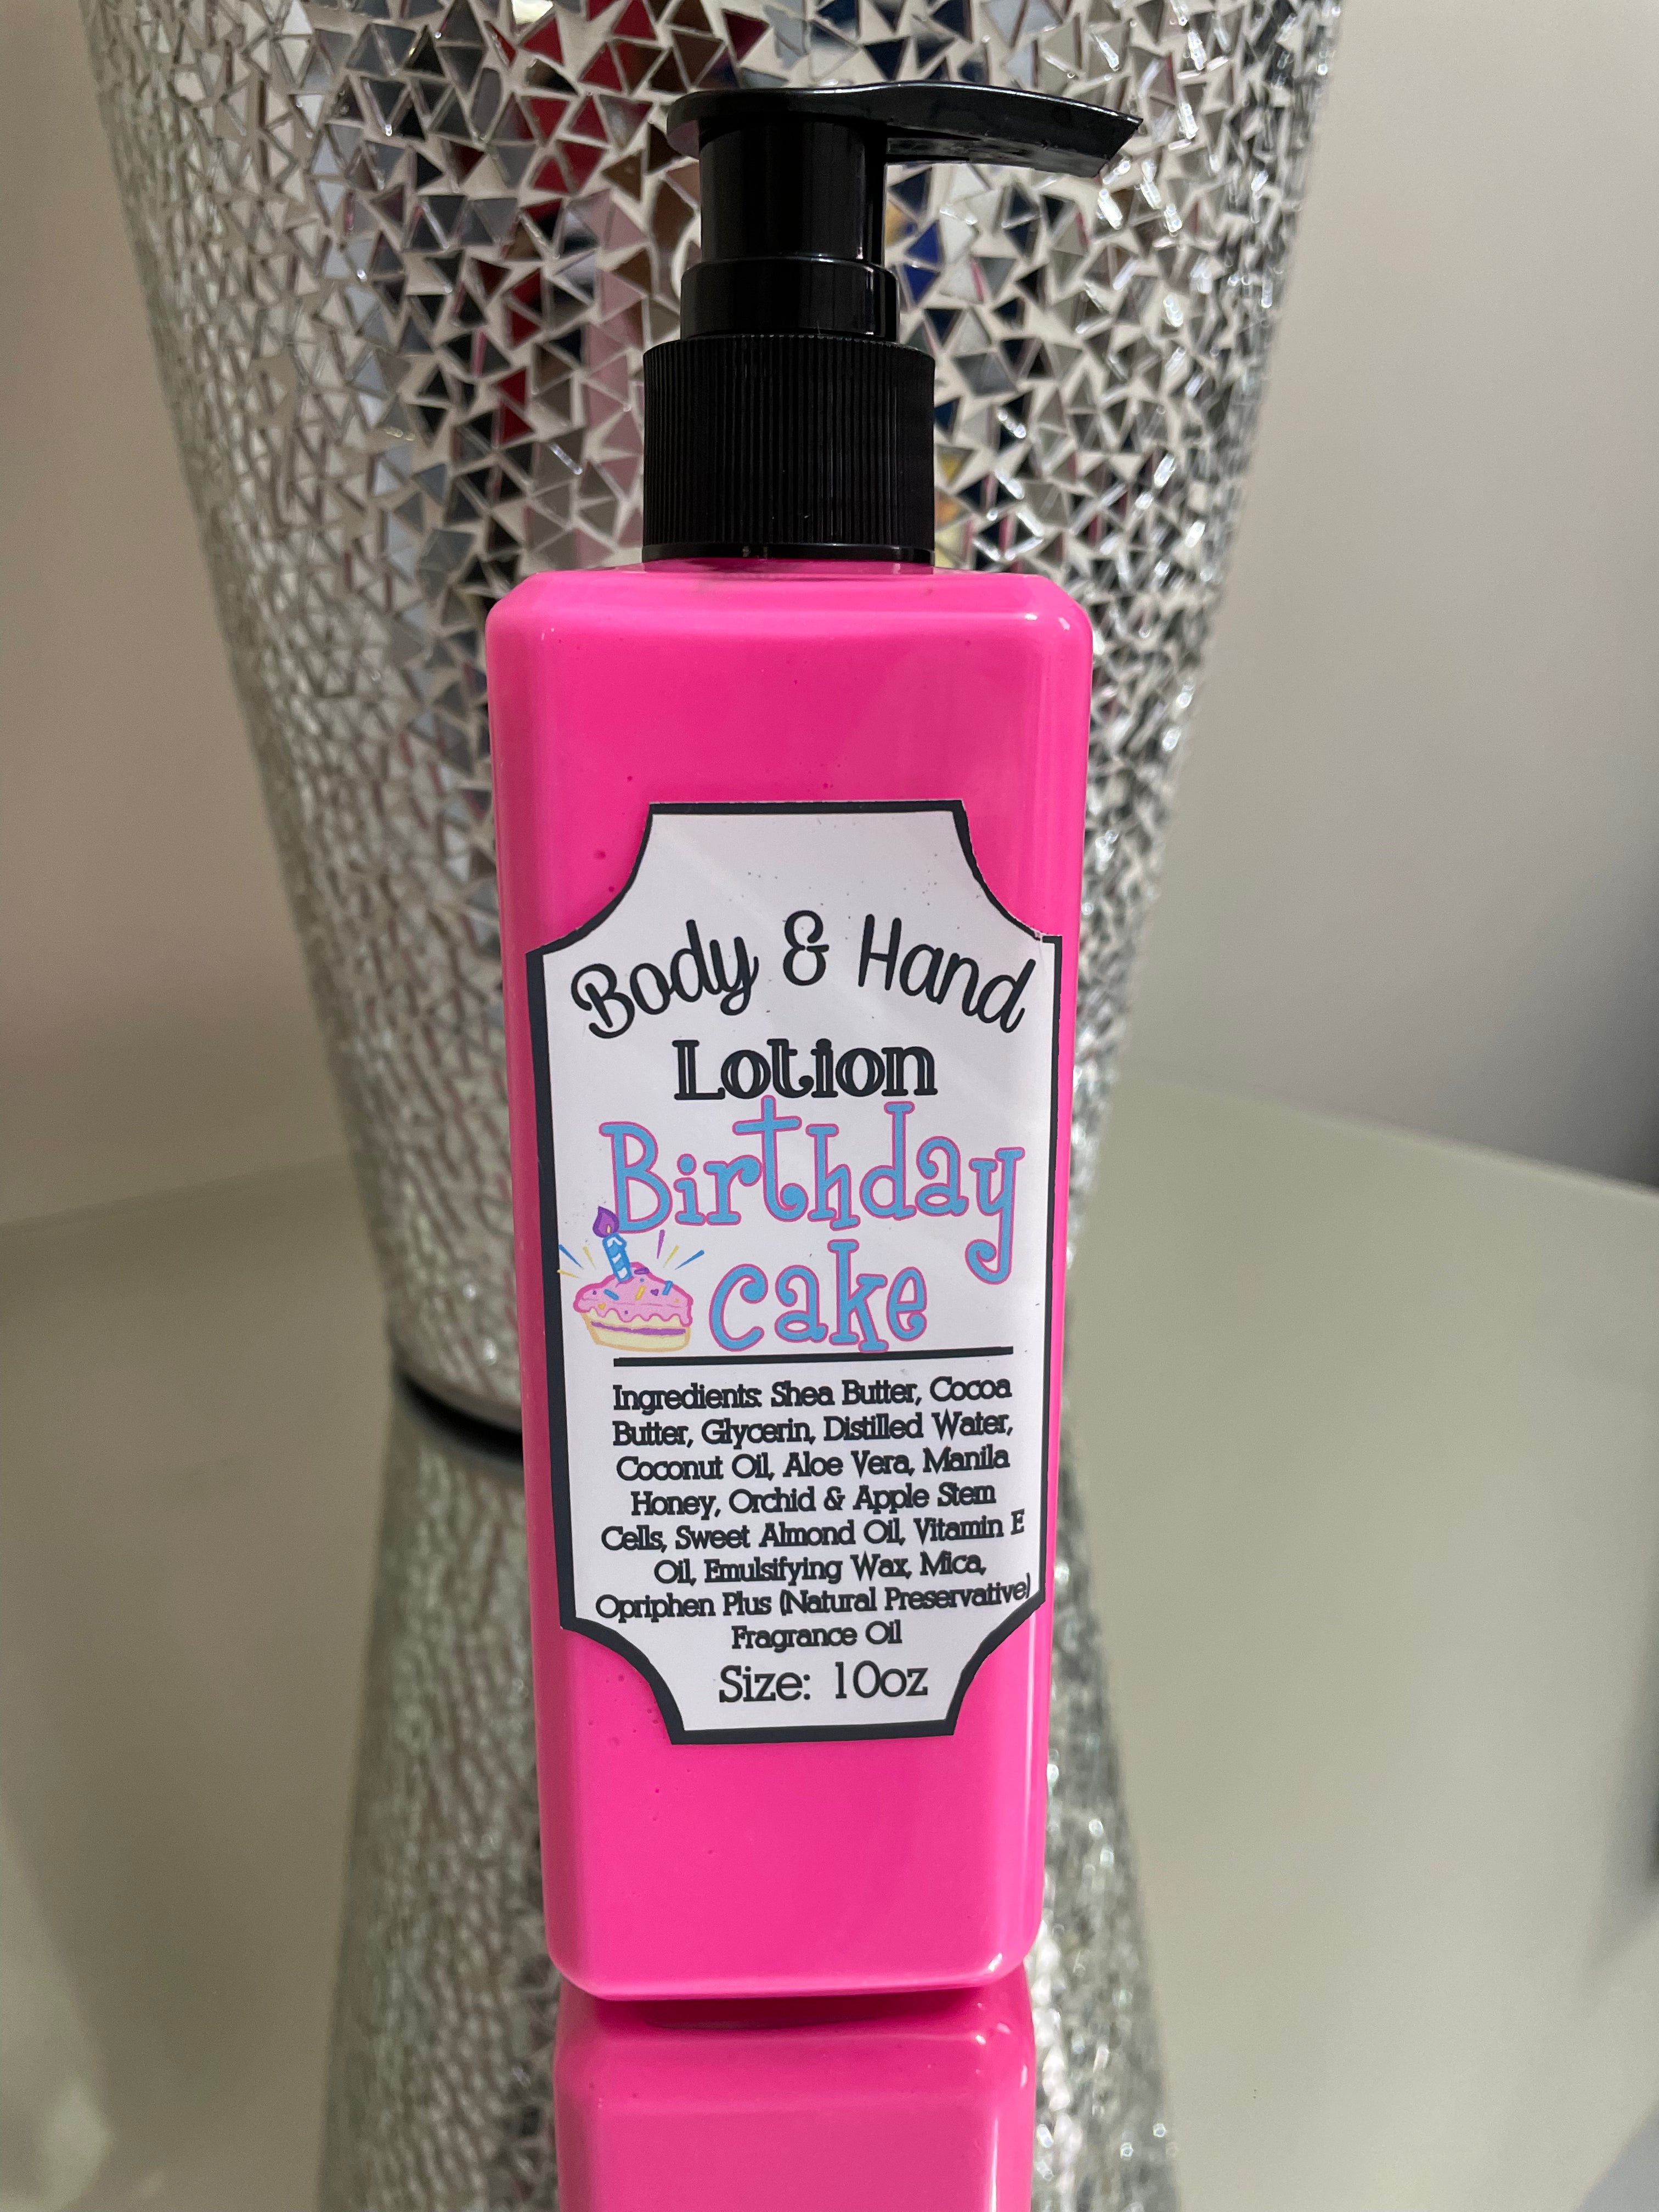 Body & Hand
Lotion
Birthday
cake
Ingredients: Shea Butter, Cocoa
Butter, Glycerin, Distilled Water,
Coconut Oil, Aloe Vera, Manila
Honey, Orchid & Apple Stem
Cells, Sweet Almond Oil, Vitamin E
Oil, Emulsifying Wax, Mica,
Opriphen Plus (Natural Preservative)
Fragrance Oil
Size: 10oz